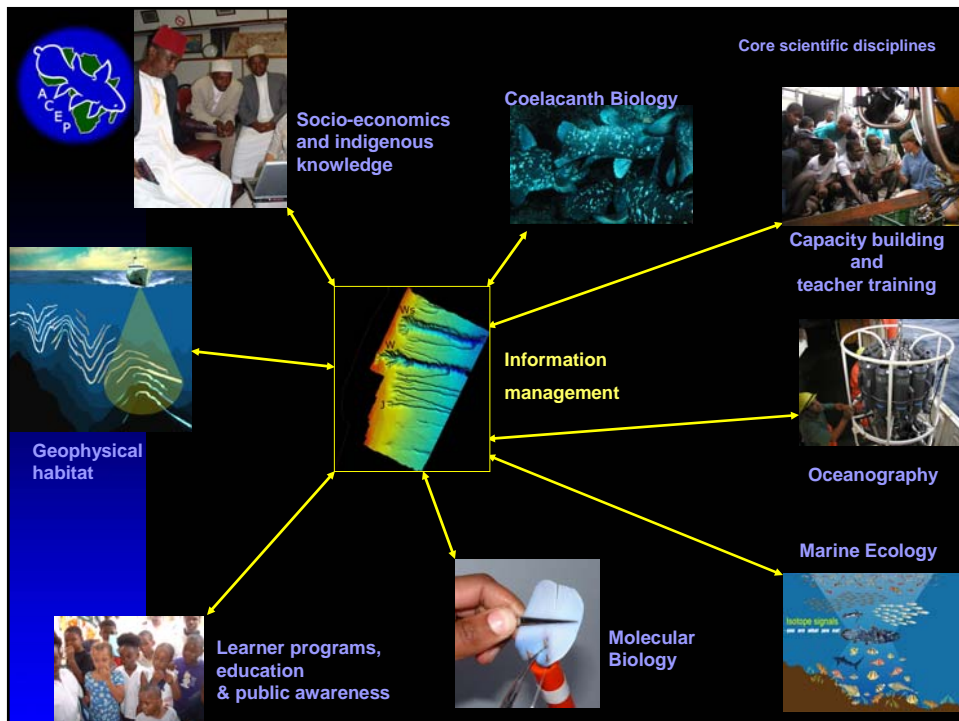 A C E P
Core scientific disciplines
Socio-economics
and indigenous
knowledge
Coelacanth Biology
Capacity building
and
teacher training
Geophysical
habitat
W
J
Information
management
Oceanography
Marine Ecology
Isotope signals
Learner programs,
education
& public awareness
Molecular
Biology